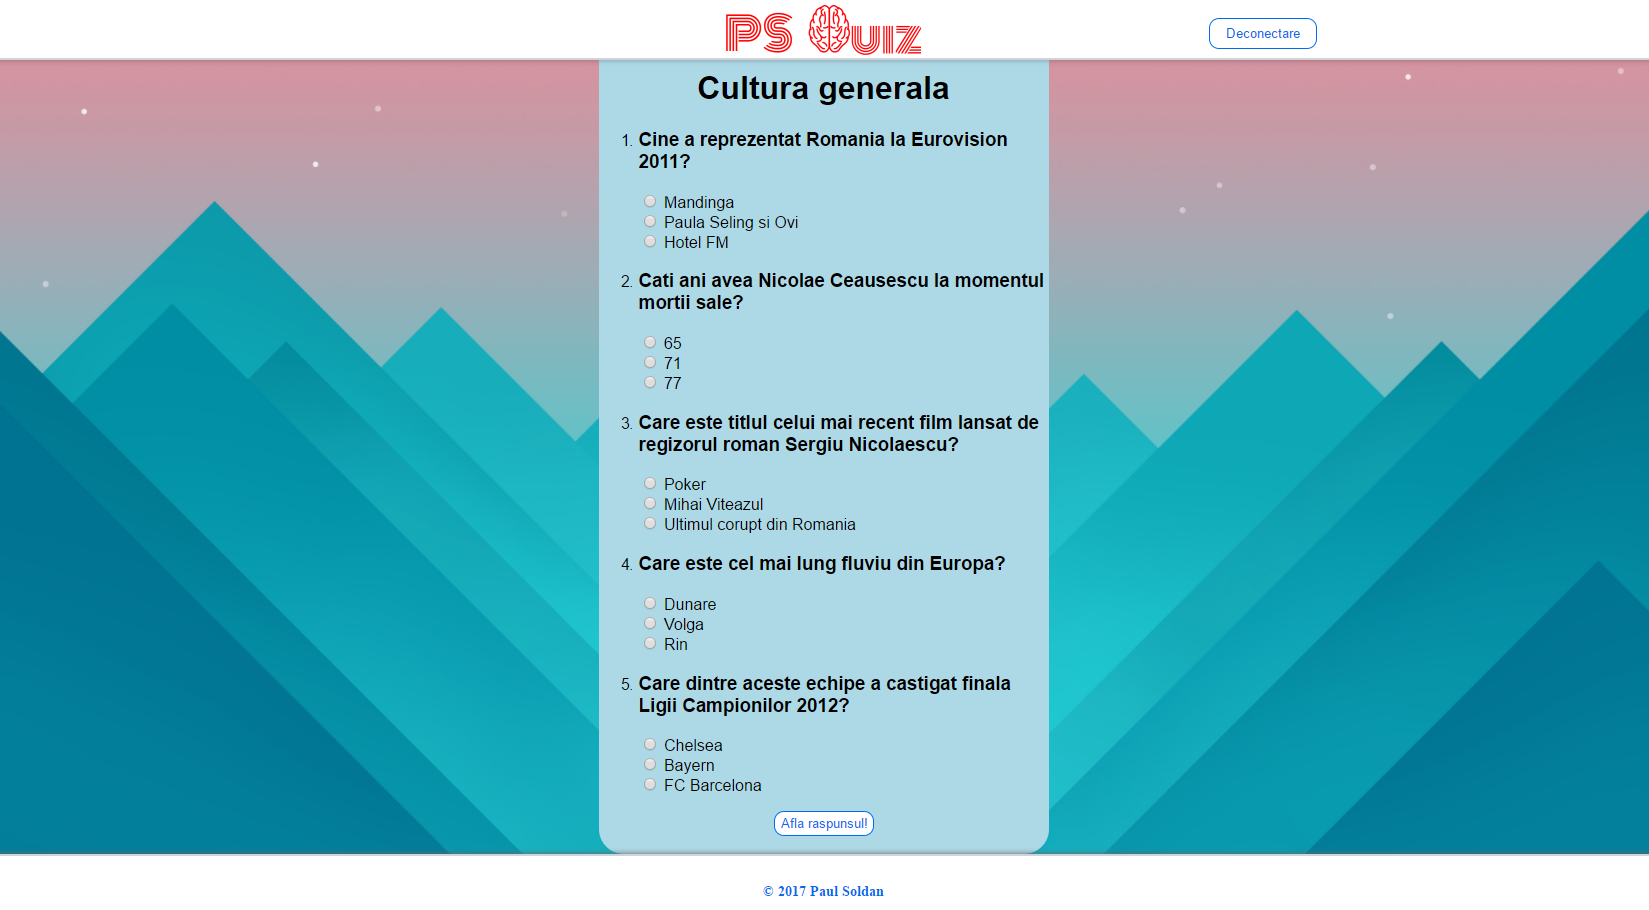 PS Quiz
Deconectare
Cultura generala
1. Cine a reprezentat Romania la Eurovision
2011?
Mandinga
Paula Seling si Ovi
Hotel FM
2. Cati ani avea Nicolae Ceausescu la momentul
mortii sale?
65
71
77
3. Care este titlul celui mai recent film lansat de
regizorul roman Sergiu Nicolaescu?
Poker
Mihai Viteazul
Ultimul corupt din Romania
4. Care este cel mai lung fluviu din Europa?
Dunare
Volga
Rin
5. Care dintre aceste echipe a castigat finala
Ligii Campionilor 2012?
Chelsea
Bayern
FC Barcelona
Afla raspunsul!
© 2017 Paul Soldan